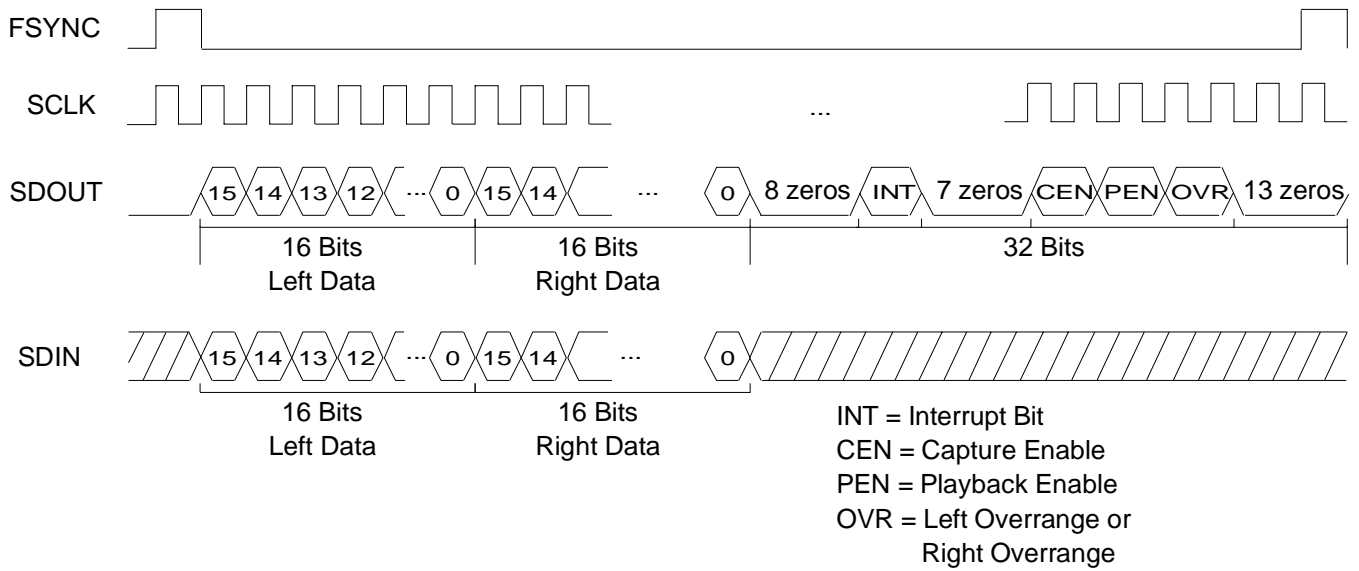 FSYNC
SCLK
...
SDOUT
15 14 13 12 ... 0 15 14 ... 0 8 zeros INT 7 zeros CEN PEN OVR 13 zeros
16 Bits
Left Data
16 Bits
Right Data
32 Bits
SDIN
15 14 13 12 ... 0 15 14 ... 0
16 Bits
Left Data
16 Bits
Right Data
INT = Interrupt Bit
CEN = Capture Enable
PEN = Playback Enable
OVR = Left Overrange or
Right Overrange